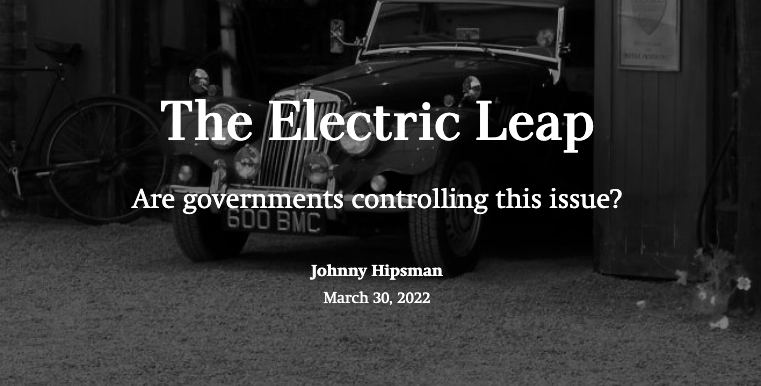 The Electric Leap
Are governments controlling this issue?
600 BMC
Johnny Hipsman
March 30, 2022